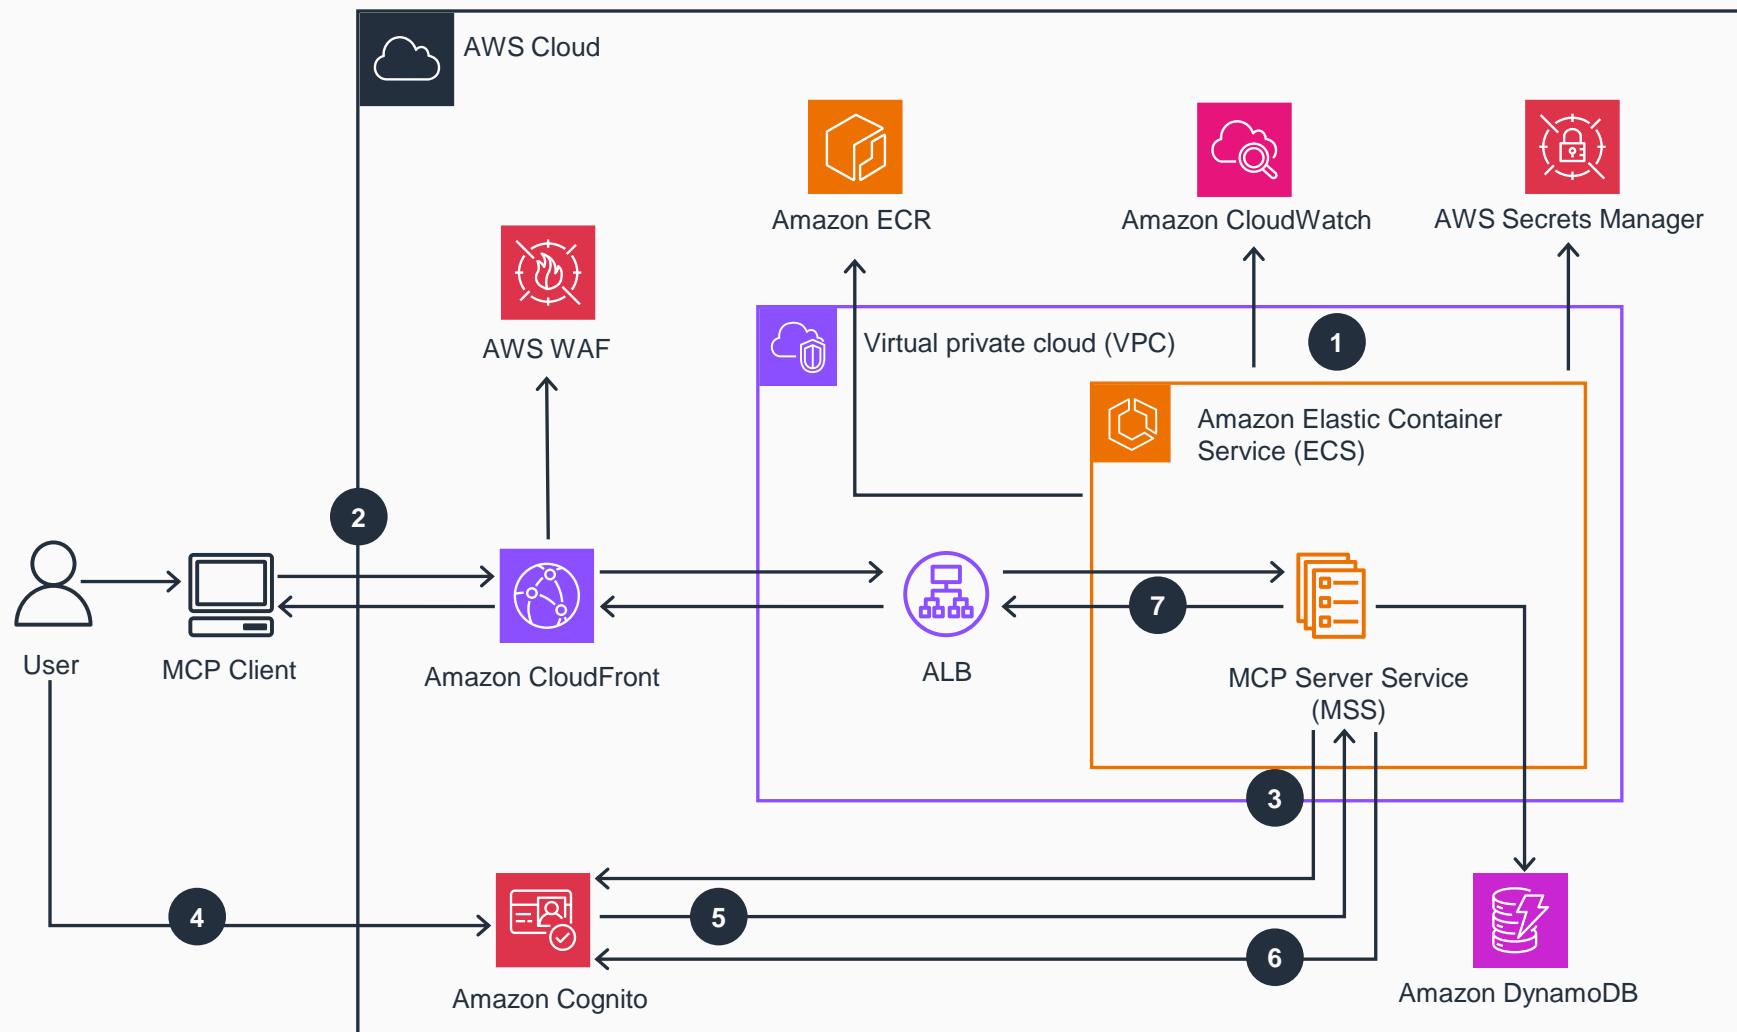 AWS Cloud
Amazon ECR
Amazon CloudWatch
AWS Secrets Manager
AWS WAF
Virtual private cloud (VPC)
1
Amazon Elastic Container
Service (ECS)
2
7
User
MCP Client
Amazon CloudFront
ALB
MCP Server Service
(MSS)
3
4
5
6
Amazon Cognito
Amazon DynamoDB